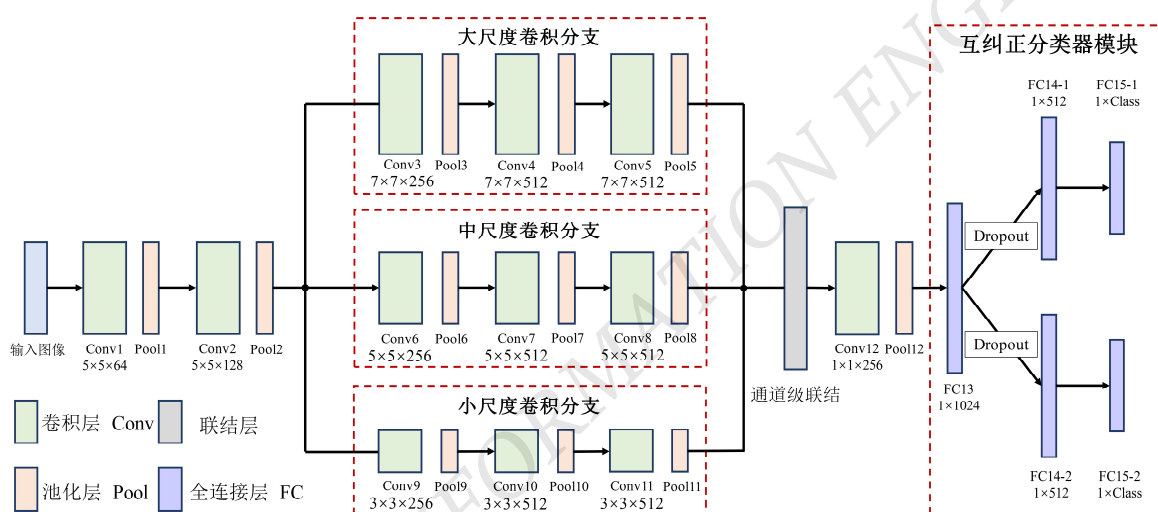 大尺度卷积分支
Conv3 Pool3 Conv4 Pool4 Conv5 Pool5
7×7×256 7×7×512 7×7×512
中尺度卷积分支
Conv6 Pool6 Conv7 Pool7 Conv8 Pool8
5×5×256 5×5×512 5×5×512
小尺度卷积分支
Conv9 Pool9 Conv10 Pool10 Conv11 Pool11
3×3×256 3×3×512 3×3×512
输入图像
Conv1 Pool1 Conv2 Pool2
5×5×64 5×5×128
通道级联结
Conv12 Pool12
1×1×256
互纠正分类器模块
FC14-1 FC15-1
1×512 1×Class
Dropout
Dropout
FC13
1×1024
FC14-2 FC15-2
1×512 1×Class
卷积层 Conv 联结层
池化层 Pool 全连接层 FC
FORMATION ENG